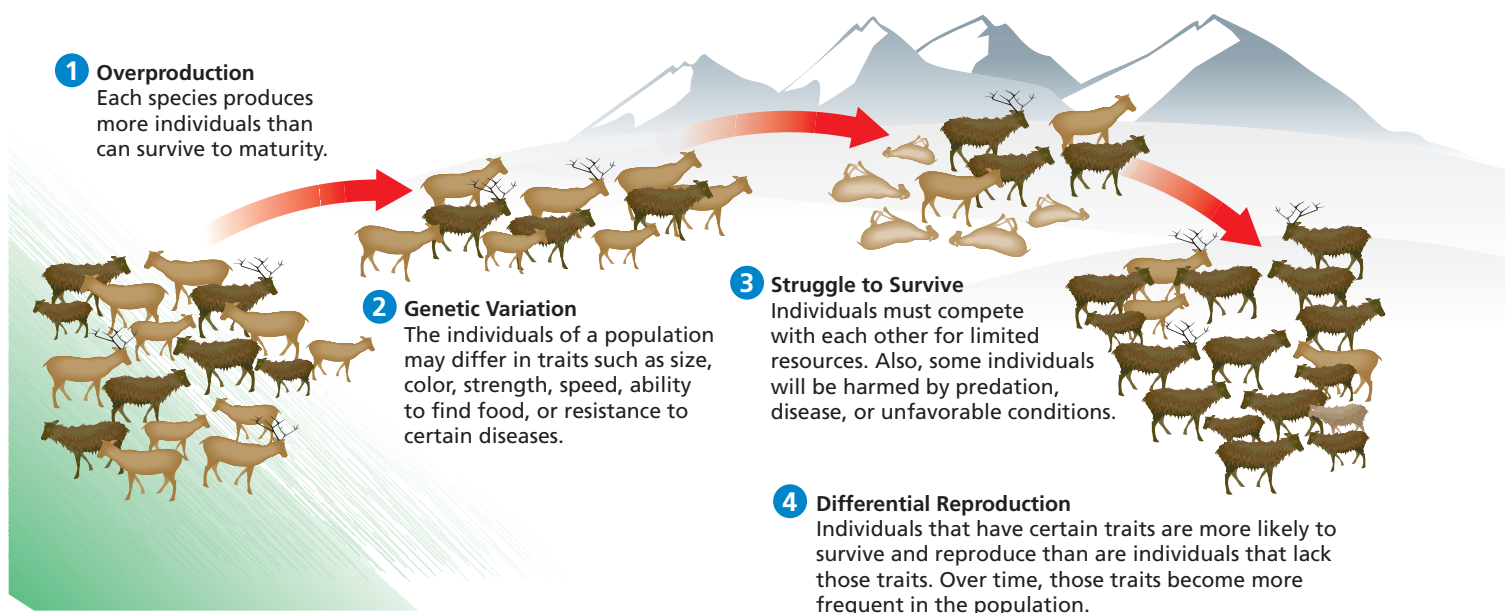 1 Overproduction
Each species produces
more individuals than
can survive to maturity.
2 Genetic Variation
The individuals of a population
may differ in traits such as size,
color, strength, speed, ability
to find food, or resistance to
certain diseases.
3 Struggle to Survive
Individuals must compete
with each other for limited
resources. Also, some individuals
will be harmed by predation,
disease, or unfavorable conditions.
4 Differential Reproduction
Individuals that have certain traits are more likely to
survive and reproduce than are individuals that lack
those traits. Over time, those traits become more
frequent in the population.